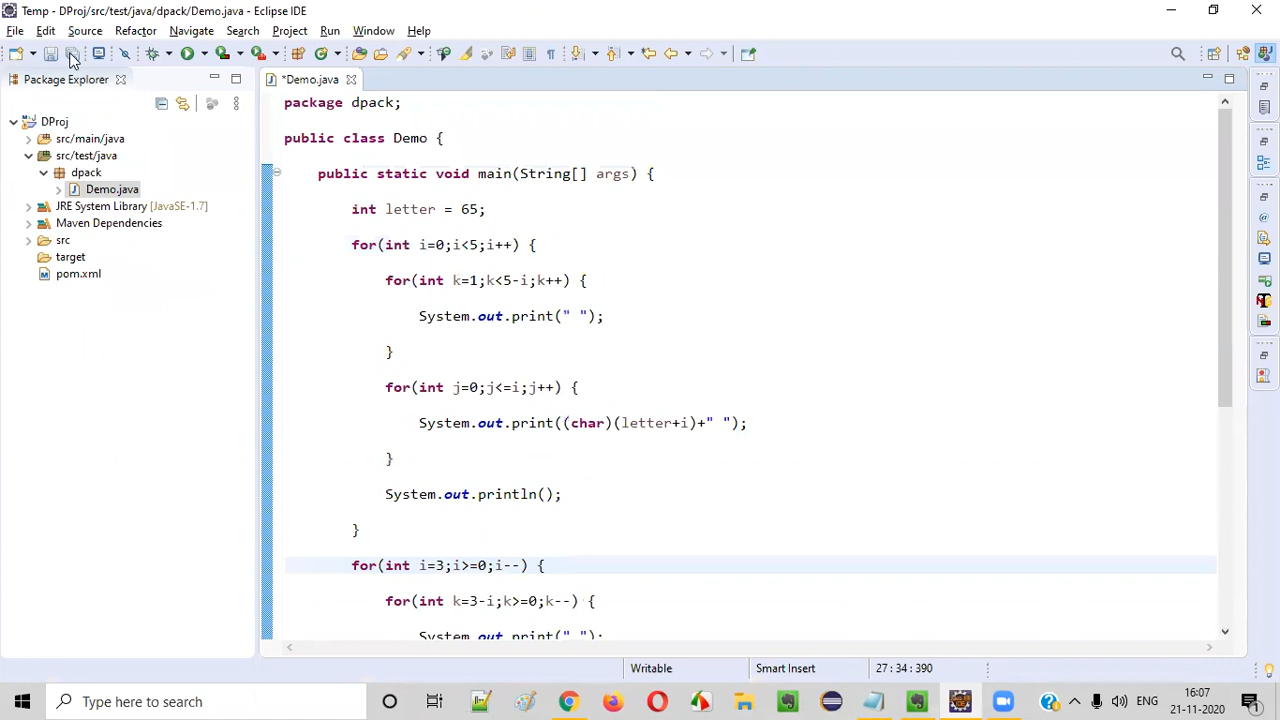 Temp - DProj/src/test/java/dpack/Demo.java - Eclipse IDE
File Edit Source Refactor Navigate Search Project Run Window Help
Package Explorer
*Demo.java
DProj
src/main/java
src/test/java
dpack
Demo.java
JRE System Library [JavaSE-1.7]
Maven Dependencies
src
target
pom.xml
package dpack;
public class Demo {
public static void main(String[] args) {
int letter = 65;
for(int i=0;i<5;i++) {
for(int k=1;k<5-i;k++) {
System.out.print(" ");
}
for(int j=0;j<=i;j++) {
System.out.print((char)(letter+i)+" ");
}
System.out.println();
}
for(int i=3;i>=0;i--) {
for(int k=3-i;k>=0;k--) {
System.out.print(" ");
Writable Smart Insert 27 : 34 : 390
Type here to search
ENG
16:07
21-11-2020